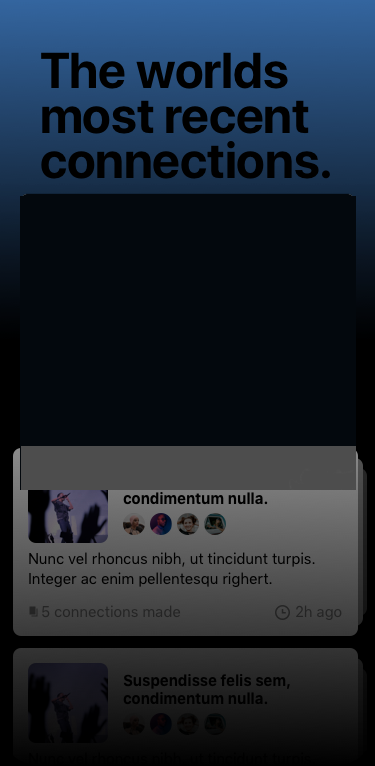 The worlds
most recent
connections.
condimentum nulla.
Nunc vel rhoncus nibh, ut tincidunt turpis.
Integer ac enim pellentesqu righert.
5 connections made 2h ago
Suspendisse felis sem,
condimentum nulla.